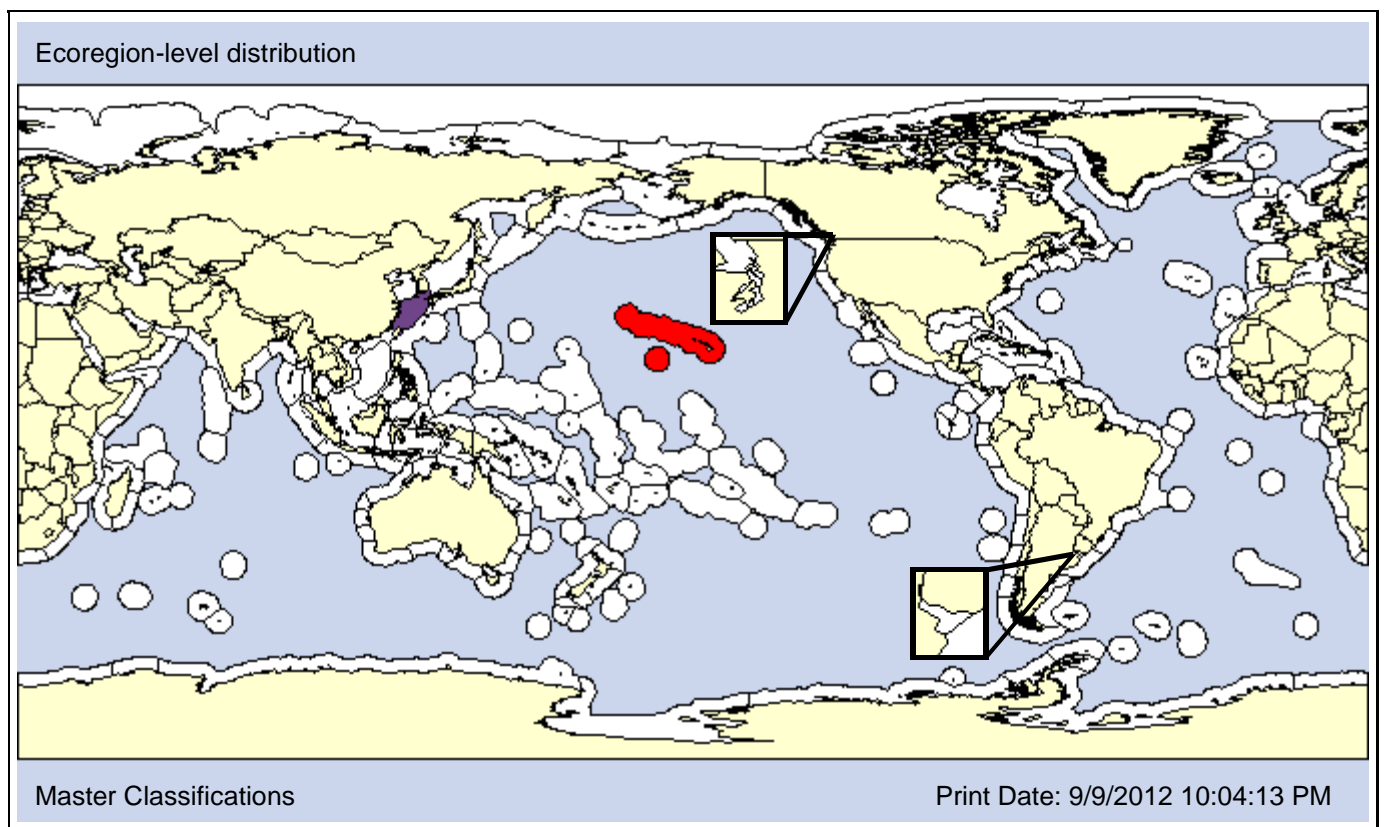 Ecoregion-level distribution
Master Classifications
Print Date: 9/9/2012 10:04:13 PM